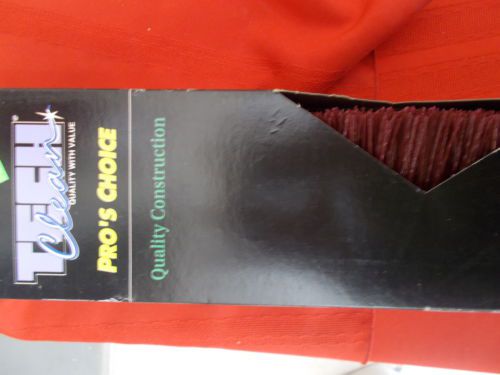 TECH®
Clean
QUALITY WITH VALUE
PRO'S CHOICE
Quality Construction